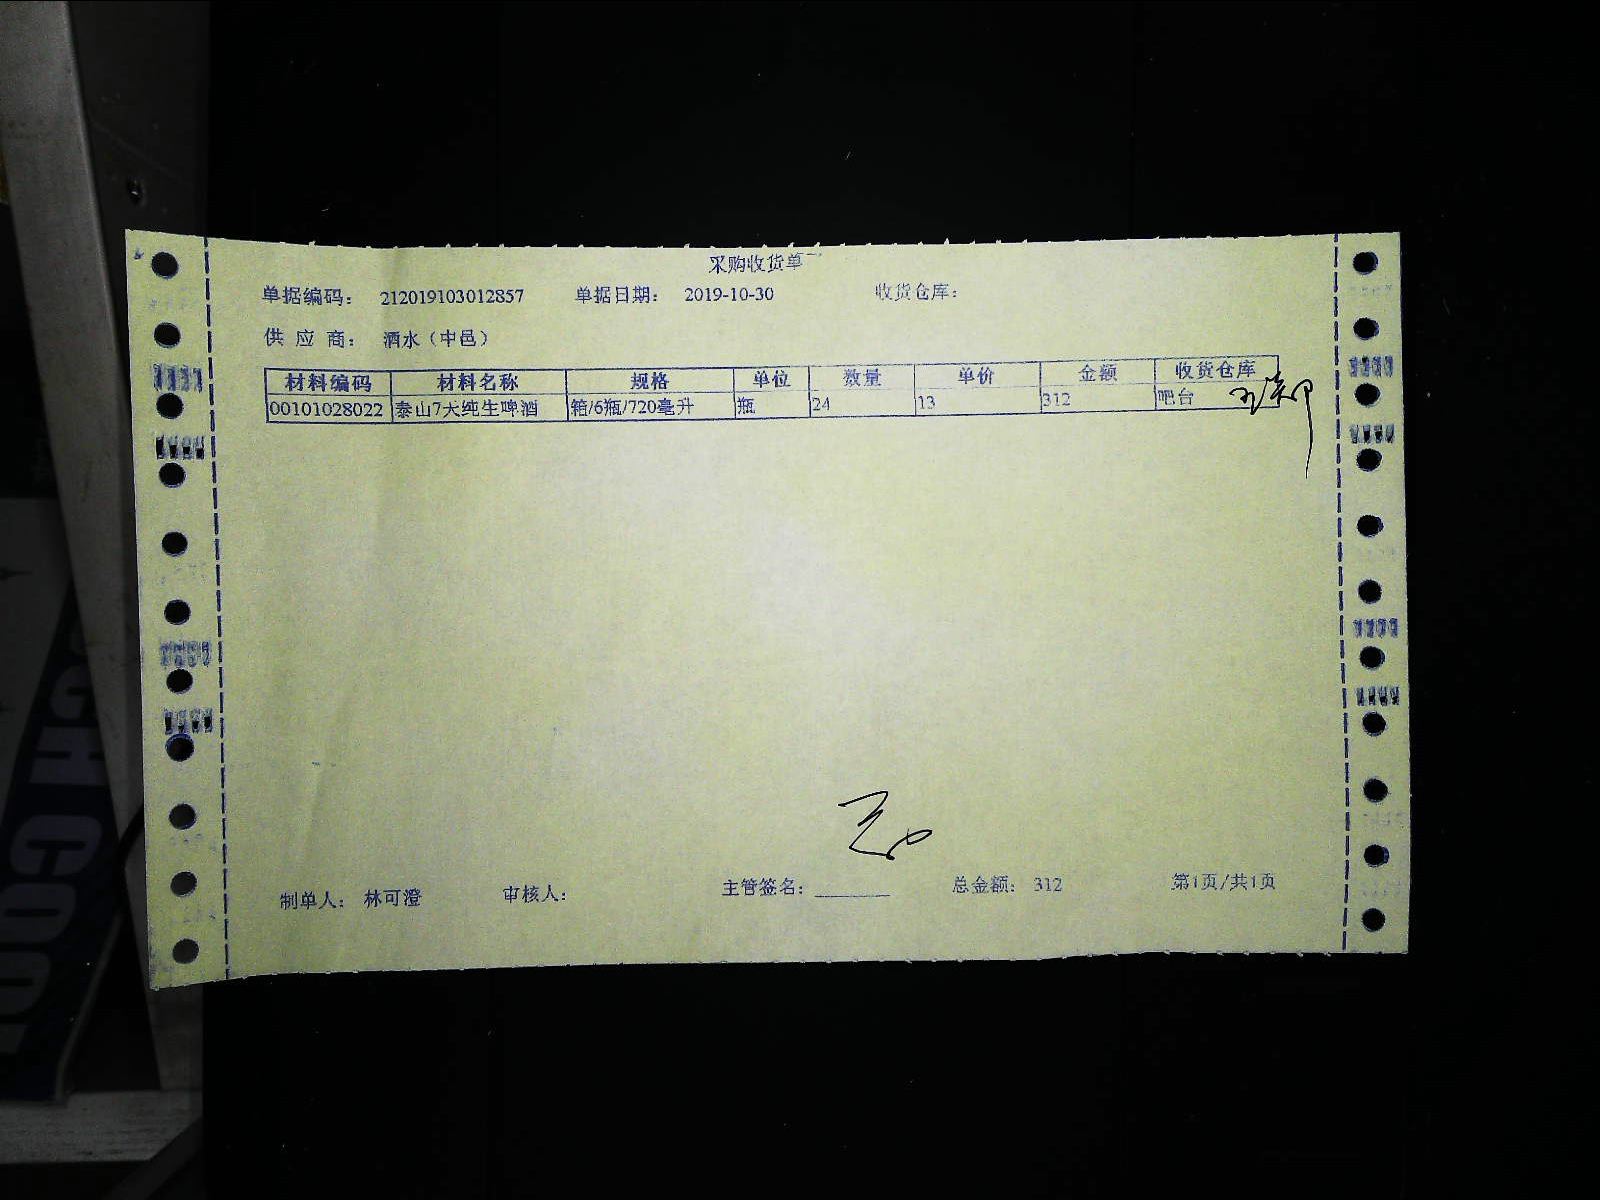 采购收货单
单据编码: 212019103012857 单据日期: 2019-10-30 收货仓库:
供 应 商: 酒水（中邑）
材料编码 材料名称 规格 单位 数量 单价 金额 收货仓库
00101028022 泰山7天纯生啤酒 箱/6瓶/720毫升 瓶 24 13 312 吧台
制单人: 林可澄 审核人: 主管签名: ________ 总金额: 312 第1页/共1页
COOL